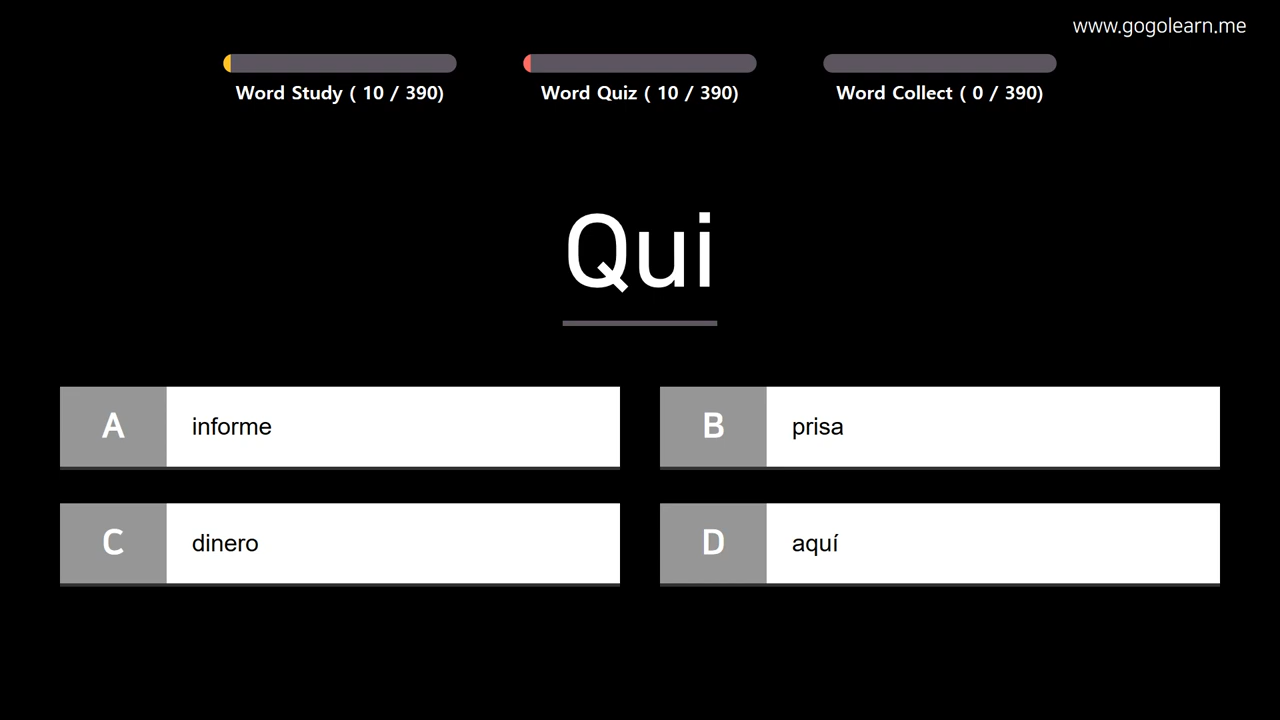 www.gogolearn.me
Word Study ( 10 / 390)
Word Quiz ( 10 / 390)
Word Collect ( 0 / 390)
Qui
A informe
B prisa
C dinero
D aquí